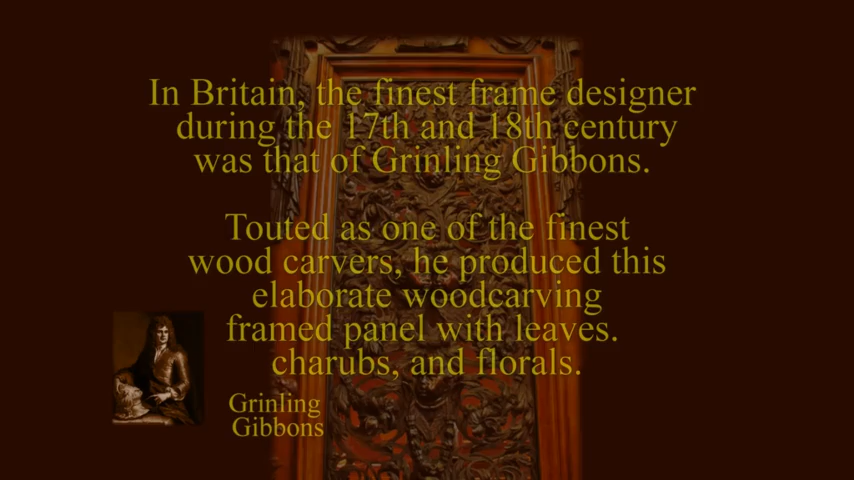 In Britain, the finest frame designer
during the 17th and 18th century
was that of Grinling Gibbons.
Touted as one of the finest
wood carvers, he produced this
elaborate woodcarving
framed panel with leaves.
charubs, and florals.
Grinling
Gibbons